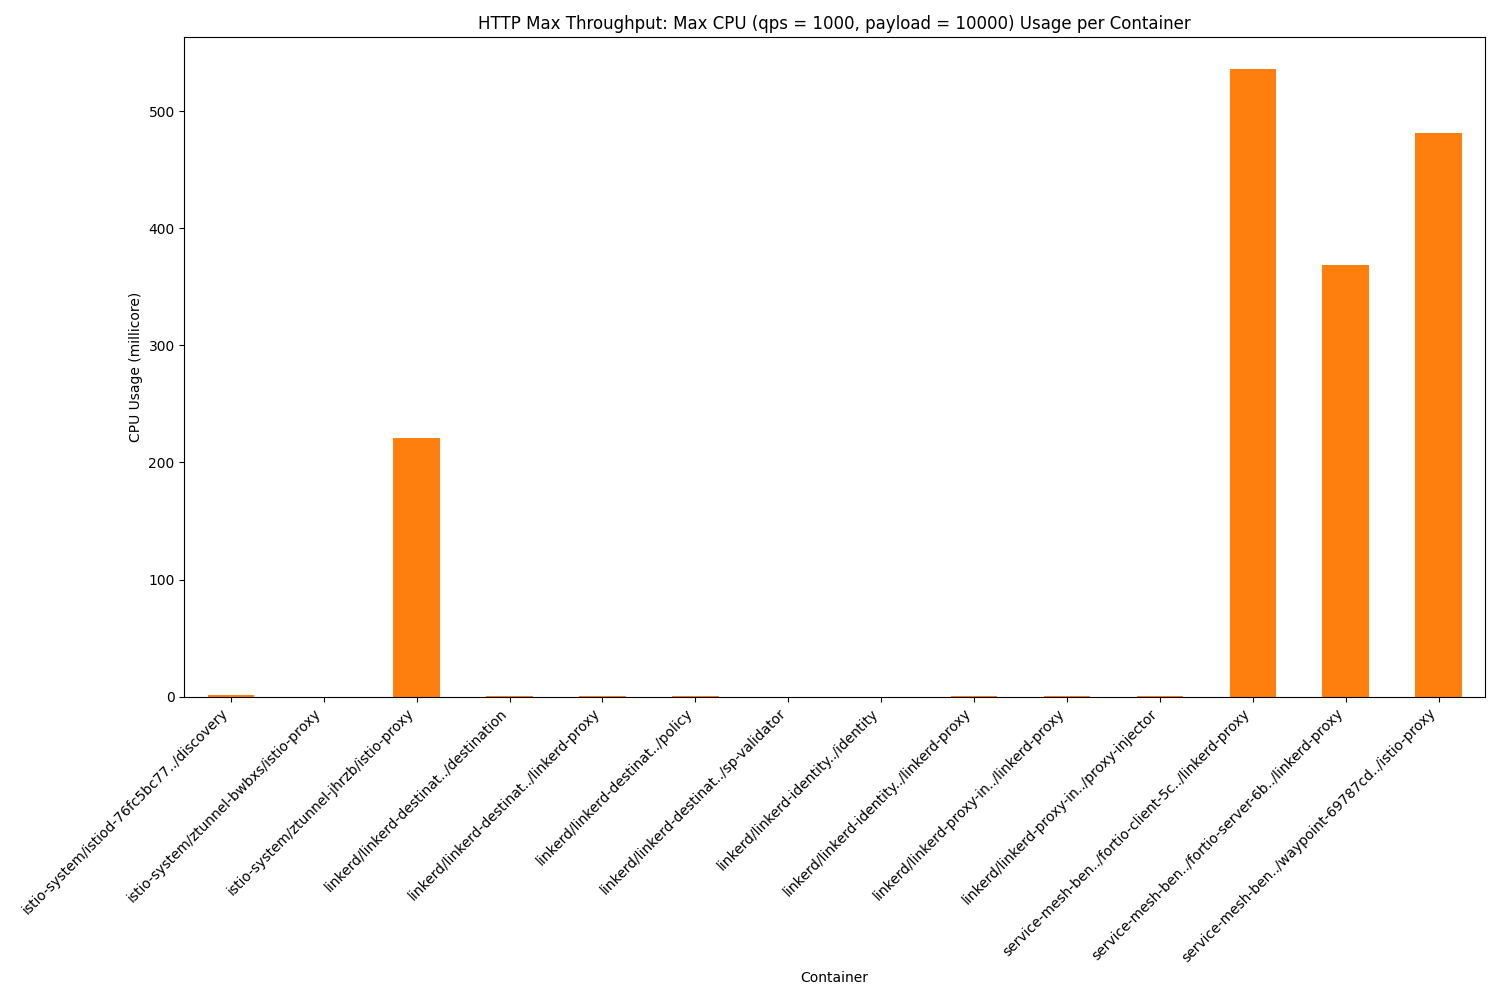 HTTP Max Throughput: Max CPU (qps = 1000, payload = 10000) Usage per Container
CPU Usage (millicore)
500
400
300
200
100
0
istio-system/istiod-76fc5bc77../discovery
istio-system/ztunnel-bwbxs/istio-proxy
istio-system/ztunnel-jhrzb/istio-proxy
linkerd/linkerd-destinat../destination
linkerd/linkerd-destinat../linkerd-proxy
linkerd/linkerd-destinat../policy
linkerd/linkerd-destinat../sp-validator
linkerd/linkerd-identity../identity
linkerd/linkerd-identity../linkerd-proxy
linkerd/linkerd-proxy-in../linkerd-proxy
linkerd/linkerd-proxy-in../proxy-injector
service-mesh-ben../fortio-client-5c../linkerd-proxy
service-mesh-ben../fortio-server-6b../linkerd-proxy
service-mesh-ben../waypoint-69787cd../istio-proxy
Container